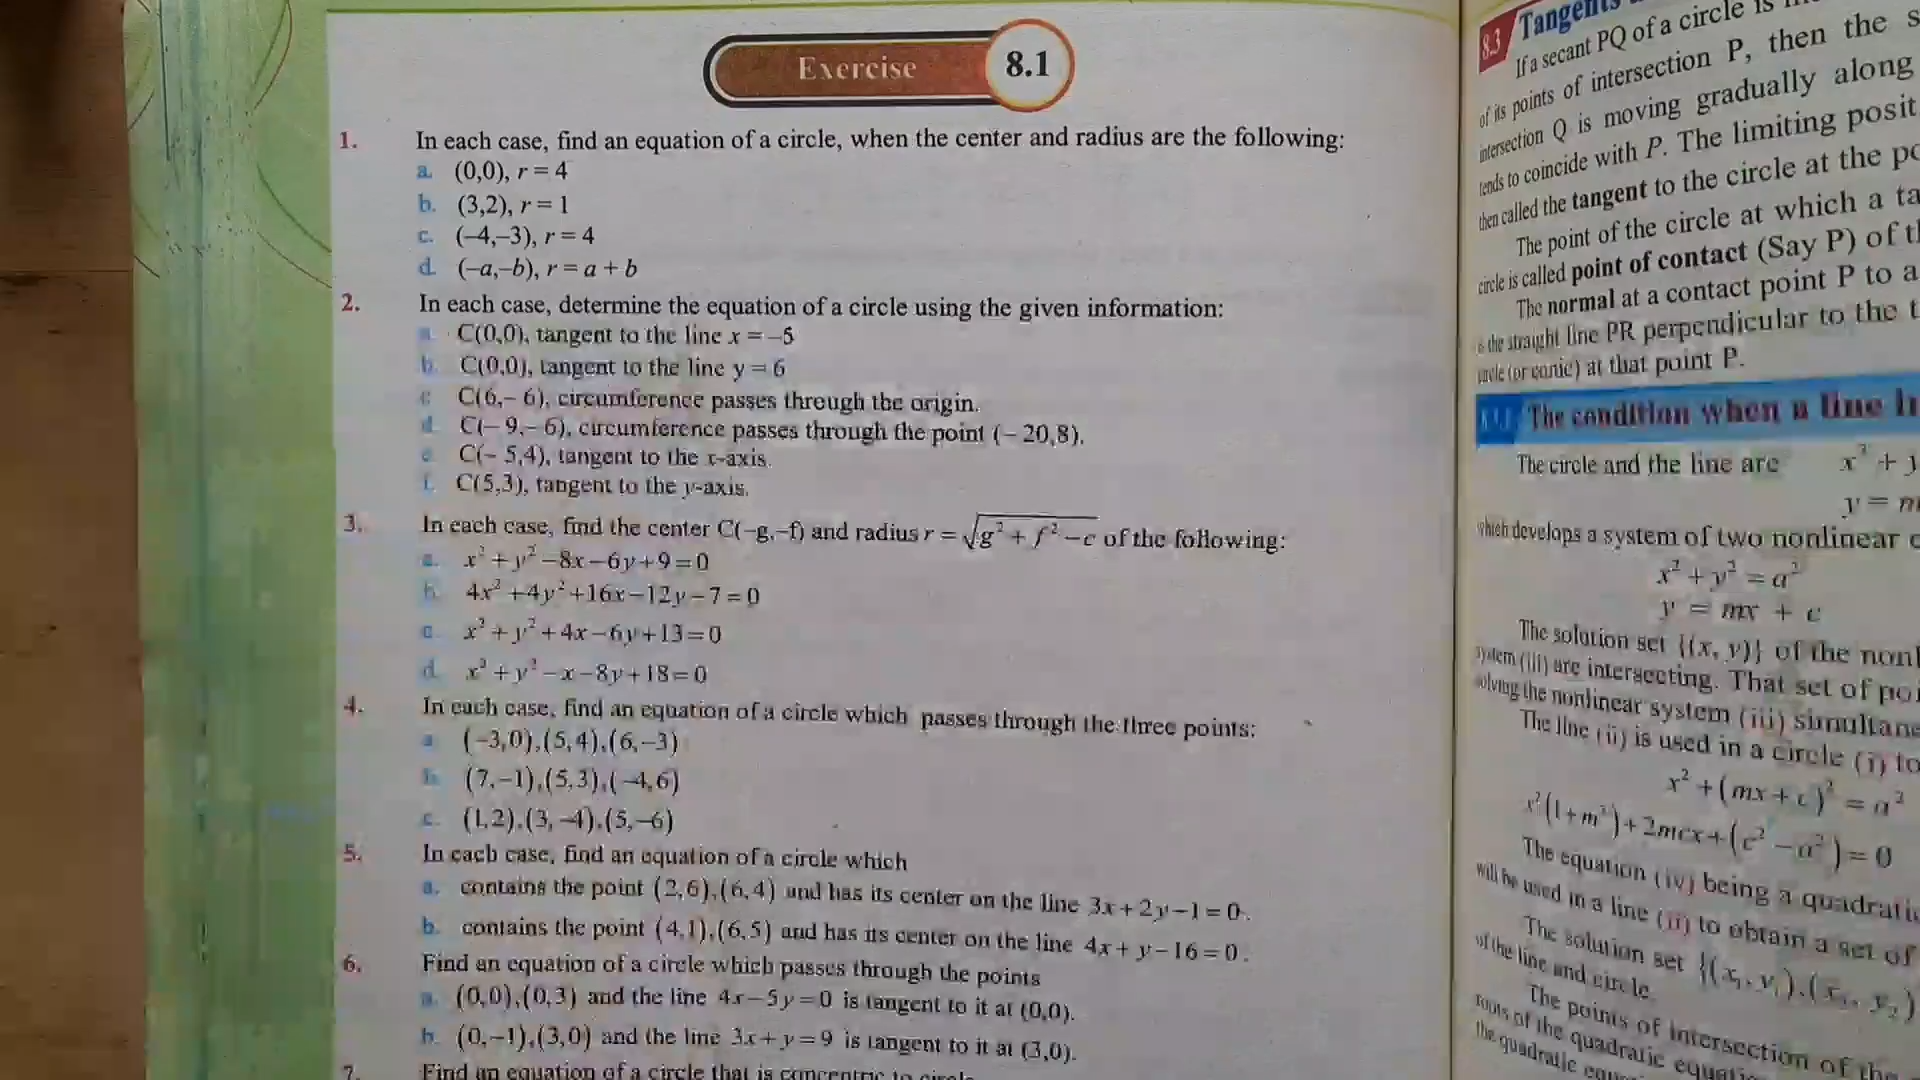 Exercise 8.1
1. In each case, find an equation of a circle, when the center and radius are the following:
a. (0,0), r = 4
b. (3,2), r = 1
c. (–4,–3), r = 4
d. (–a,–b), r = a + b
2. In each case, determine the equation of a circle using the given information:
a. C(0,0), tangent to the line x = –5
b. C(0,0), tangent to the line y = 6
c. C(6,– 6), circumference passes through the origin.
d. C(– 9,– 6), circumference passes through the point (– 20,8).
e. C(– 5,4), tangent to the x-axis.
f. C(5,3), tangent to the y-axis.
3. In each case, find the center C(–g,–f) and radius r = √(g² + f² – c) of the following:
a. x² + y² – 8x – 6y + 9 = 0
b. 4x² + 4y² + 16x – 12y – 7 = 0
c. x² + y² + 4x – 6y + 13 = 0
d. x² + y² – x – 8y + 18 = 0
4. In each case, find an equation of a circle which passes through the three points:
a. (–3,0),(5,4),(6,–3)
b. (7,–1),(5,3),(–4,6)
c. (1,2),(3,–4),(5,–6)
5. In each case, find an equation of a circle which
a. contains the point (2,6),(6,4) and has its center on the line 3x + 2y – 1 = 0.
b. contains the point (4,1),(6,5) and has its center on the line 4x + y – 16 = 0.
6. Find an equation of a circle which passes through the points
a. (0,0),(0,3) and the line 4x – 5y = 0 is tangent to it at (0,0).
b. (0,–1),(3,0) and the line 3x + y = 9 is tangent to it at (3,0).
7. Find an equation of a circle that is concentric to circle
8.3 Tangents
If a secant PQ of a circle is
of its points of intersection P, then the
intersection Q is moving gradually along
tends to coincide with P. The limiting
then called the tangent to the circle at the
The point of the circle at which a
circle is called point of contact (Say P) of
The normal at a contact point P to a
is the straight line PR perpendicular to the
circle (or conic) at that point P.
The condition when a line
The circle and the line are x² +
y =
which develops a system of two nonlinear
x² + y² = a²
y = mx + c
The solution set {(x, y)} of the
system (iii) are intersecting. That set of
solving the nonlinear system (iii)
The line (ii) is used in a circle (i) to
x² + (mx + c)² = a²
x²(1 + m²) + 2mcx + (c² – a²) = 0
The equation (iv) being a
will be used in a line (ii) to obtain a set of
The solution set {(x₁, y₁),(x₂, y₂)
of the line and circle.
The points of intersection of the
roots of the quadratic
the quadratic